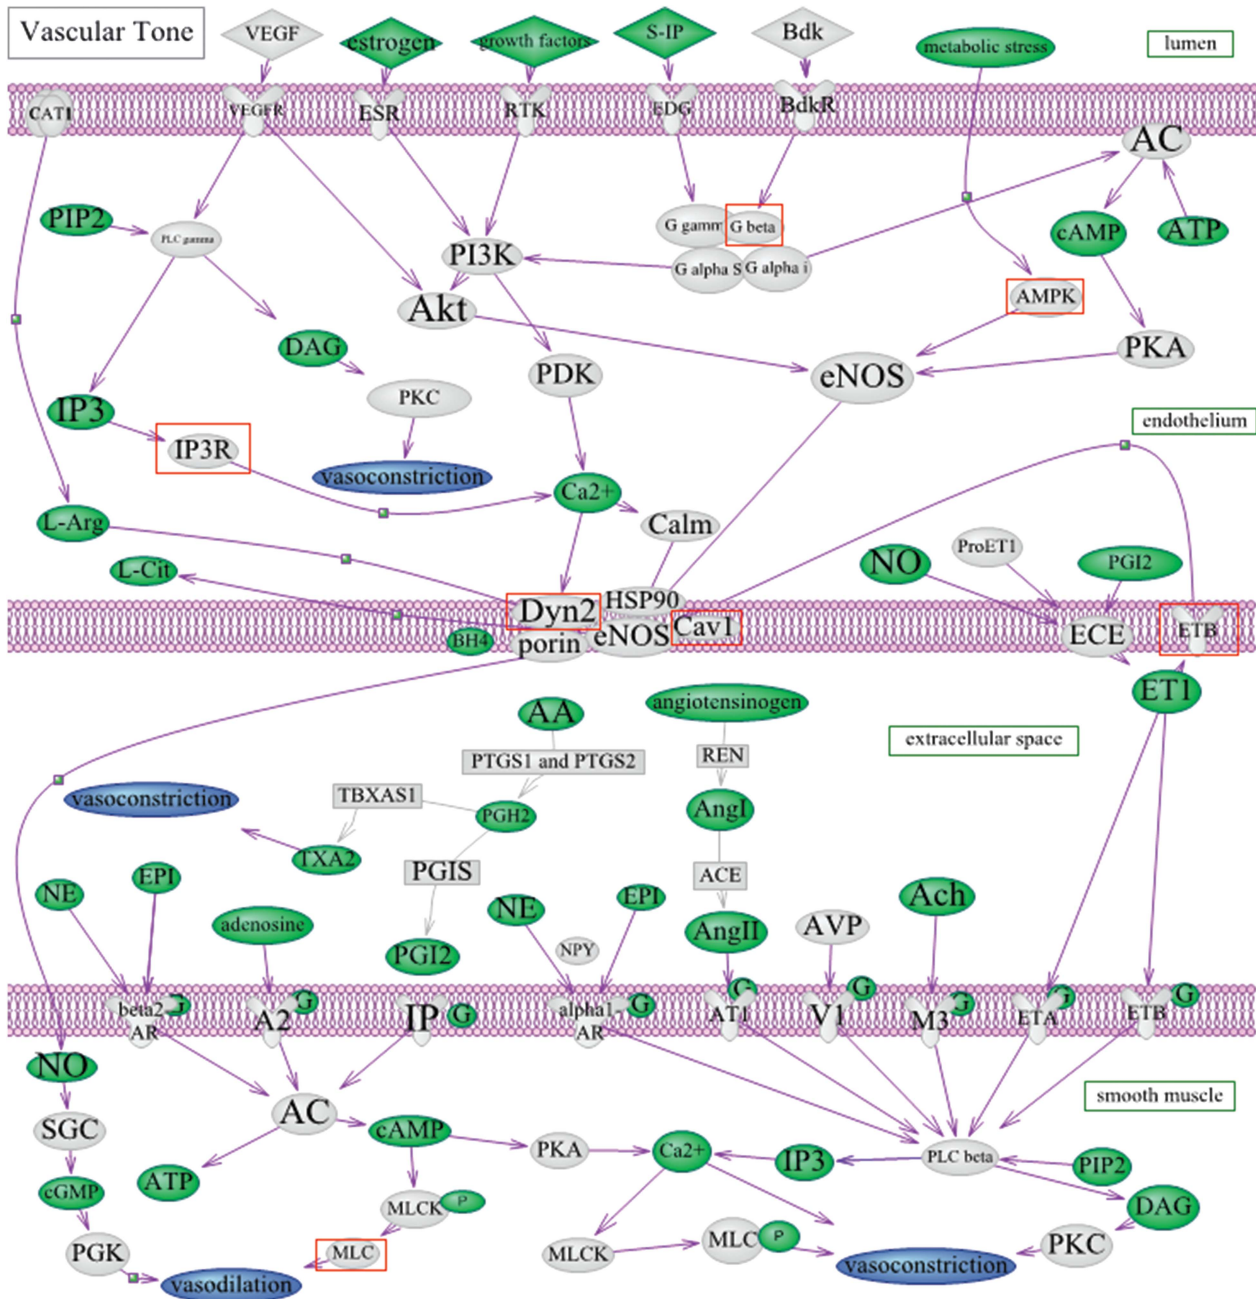 Vascular Tone
VEGF
estrogen
growth factors
S-IP
Bdk
metabolic stress
lumen
CAT1
VEGFR
ESR
RTK
EDG
BdkR
AC
PIP2
PLC gamma
PI3K
G gamm
G beta
G alpha S
G alpha i
cAMP
ATP
Akt
AMPK
DAG
PDK
eNOS
PKA
PKC
IP3
IP3R
vasoconstriction
Ca2+
endothelium
L-Arg
Calm
L-Cit
NO
ProET1
PGI2
Dyn2
HSP90
BH4
porin
eNOS
Cav1
ECE
ETB
ET1
AA
angiotensinogen
extracellular space
PTGS1 and PTGS2
REN
vasoconstriction
TBXAS1
PGH2
AngI
TXA2
PGIS
ACE
NE
EPI
adenosine
PGI2
NE
EPI
NPY
AngII
AVP
Ach
beta2
AR
G
A2
G
IP
G
alpha1
AR
G
AT1
G
V1
G
M3
G
ETA
G
ETB
G
NO
smooth muscle
SGC
AC
cAMP
PKA
Ca2+
IP3
PLC beta
PIP2
ATP
cGMP
MLCK
P
DAG
PGK
MLC
MLCK
MLC
P
PKC
vasodilation
vasoconstriction